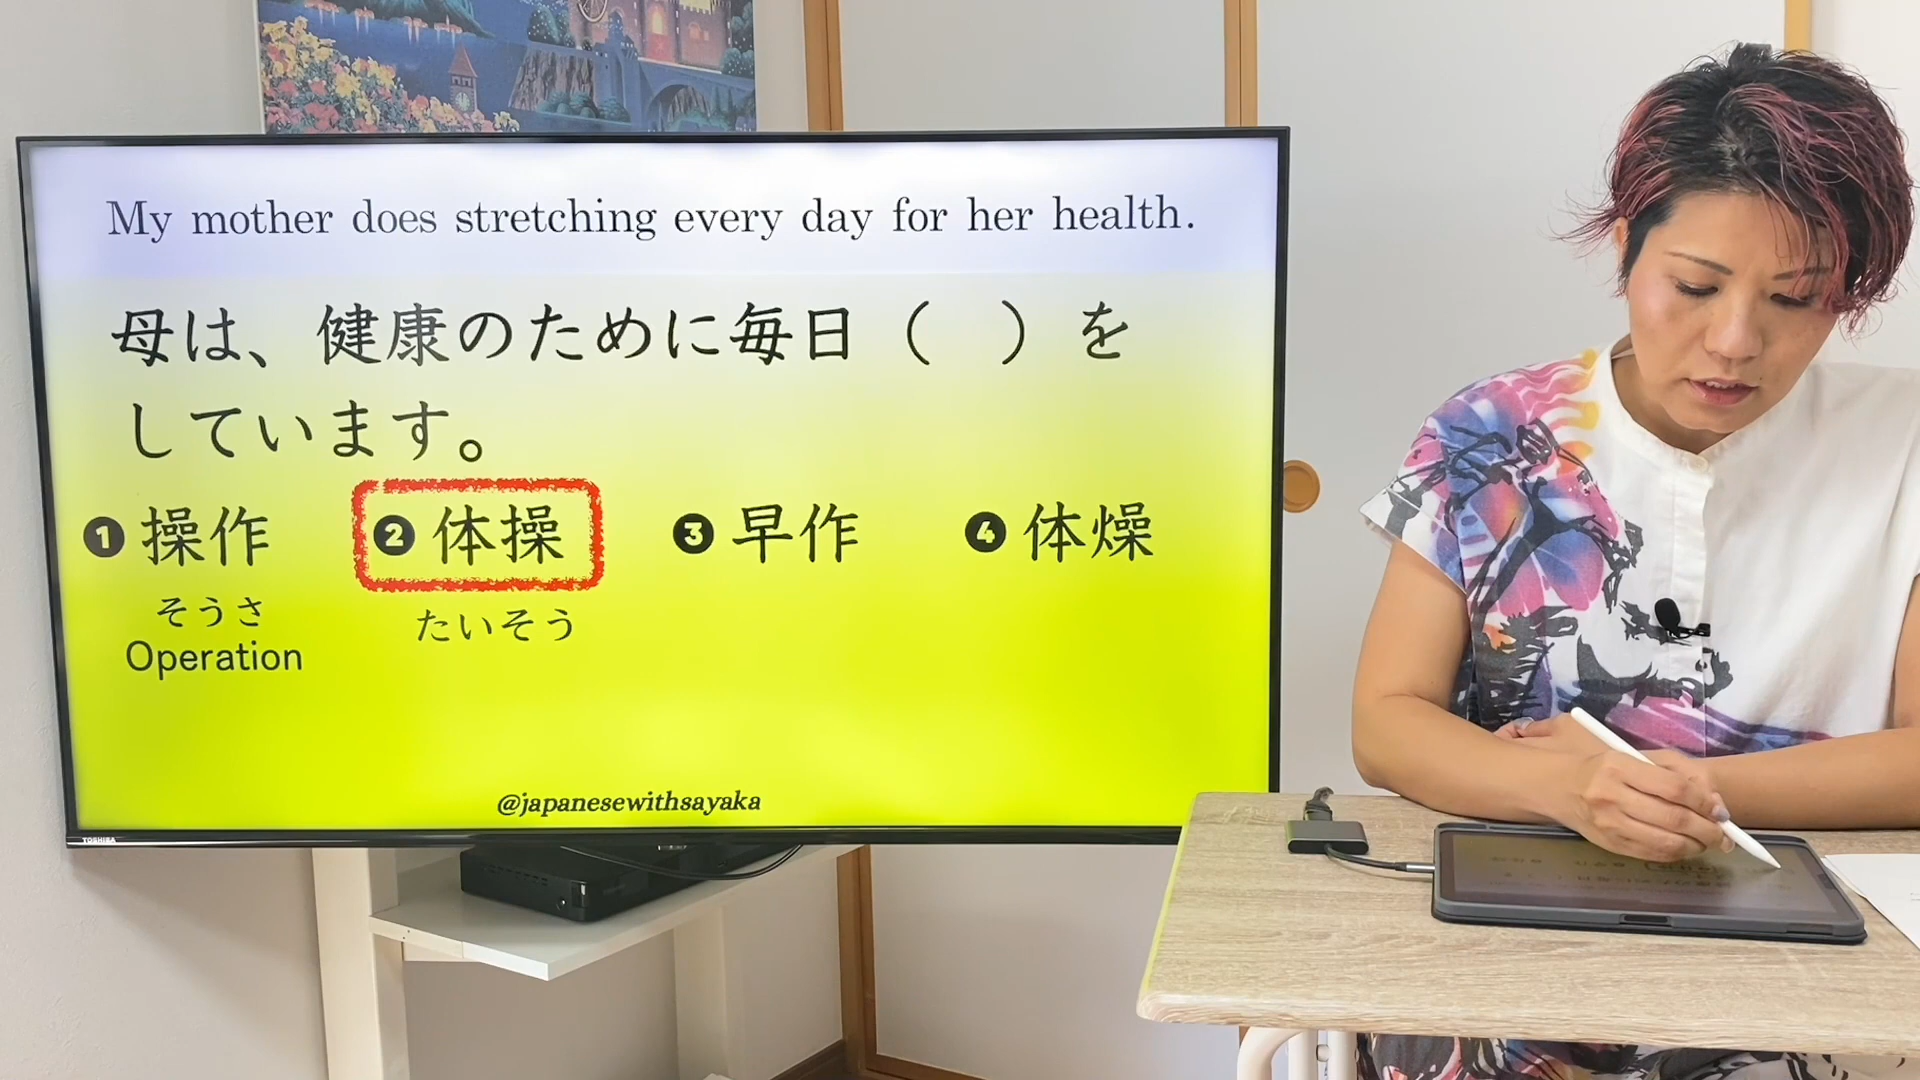 My mother does stretching every day for her health.
母は、健康のために毎日（　）を
しています。
❶操作 ❷体操 ❸早作 ❹体燥
そうさ たいそう
Operation
@japanesewithsayaka
TOSHIBA